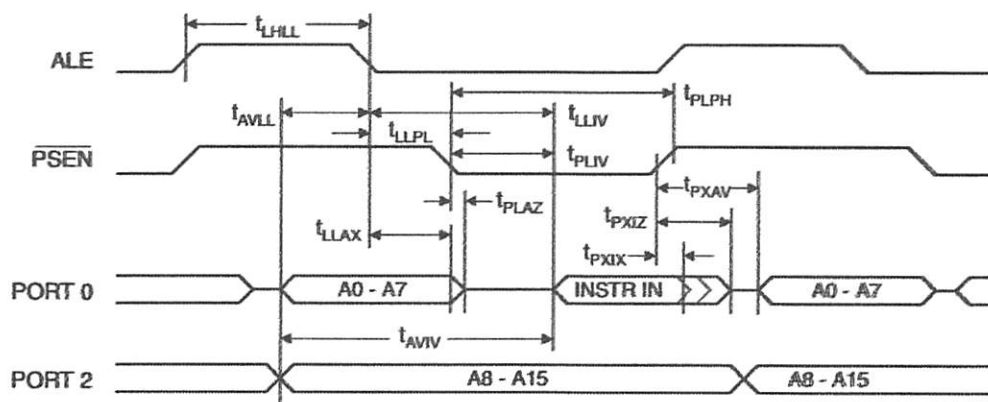 tLHLL
ALE
tAVLL
tLLIV
tPLPH
tLLPL
PSEN
tPLIV
tPLAZ
tPXAV
tLLAX
tPXIZ
tPXIX
PORT 0
A0 - A7
INSTR IN
A0 - A7
tAVIV
PORT 2
A8 - A15
A8 - A15